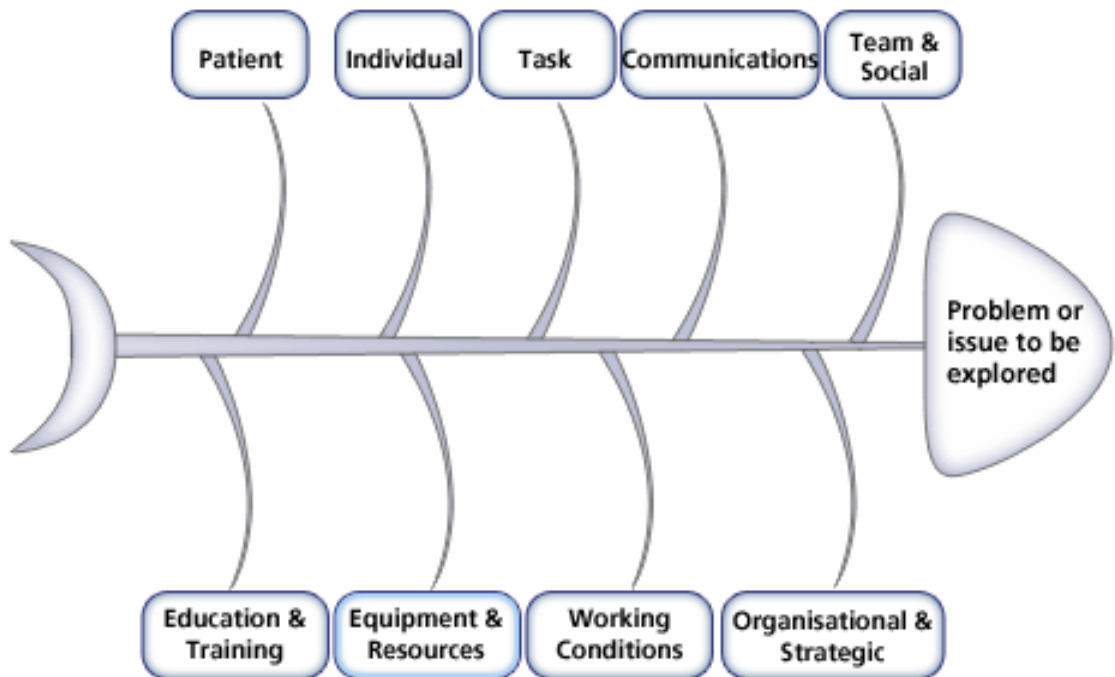 Patient
Individual
Task
Communications
Team &
Social
Problem or
issue to be
explored
Education &
Training
Equipment &
Resources
Working
Conditions
Organisational &
Strategic